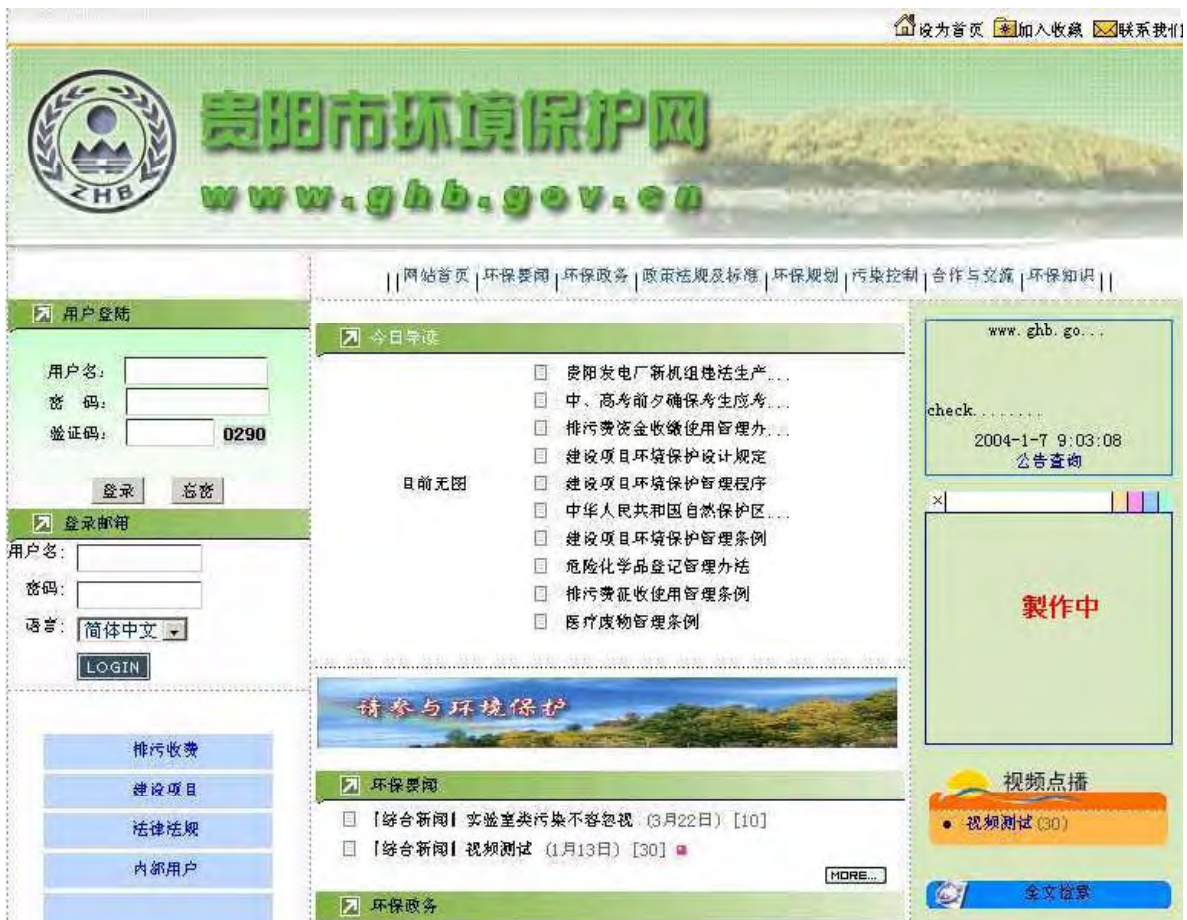 设为首页 加入收藏 联系我们
贵阳市环境保护网
www.ghb.gov.cn
ZHB
||网站首页|环保要闻|环保政务|政策法规及标准|环保规划|污染控制|合作与交流|环保知识||
用户登陆
用户名:
密 码:
验证码: 0290
登录 忘密
登录邮箱
用户名:
密码:
语言: 简体中文
LOGIN
排污收费
建设项目
法律法规
内部用户
今日导读
目前无图
贵阳发电厂新机组违法生产...
中、高考前夕确保考生应考...
排污费资金收缴使用管理办...
建设项目环境保护设计规定
建设项目环境保护管理程序
中华人民共和国自然保护区...
建设项目环境保护管理条例
危险化学品登记管理办法
排污费征收使用管理条例
医疗废物管理条例
请参与环境保护
环保要闻
【综合新闻】实验室类污染不容忽视 (3月22日) [10]
【综合新闻】视频测试 (1月13日) [30]
MORE...
环保政务
www.ghb.go...
check........
2004-1-7 9:03:08
公告查询
×
製作中
视频点播
视频测试(30)
全文检索